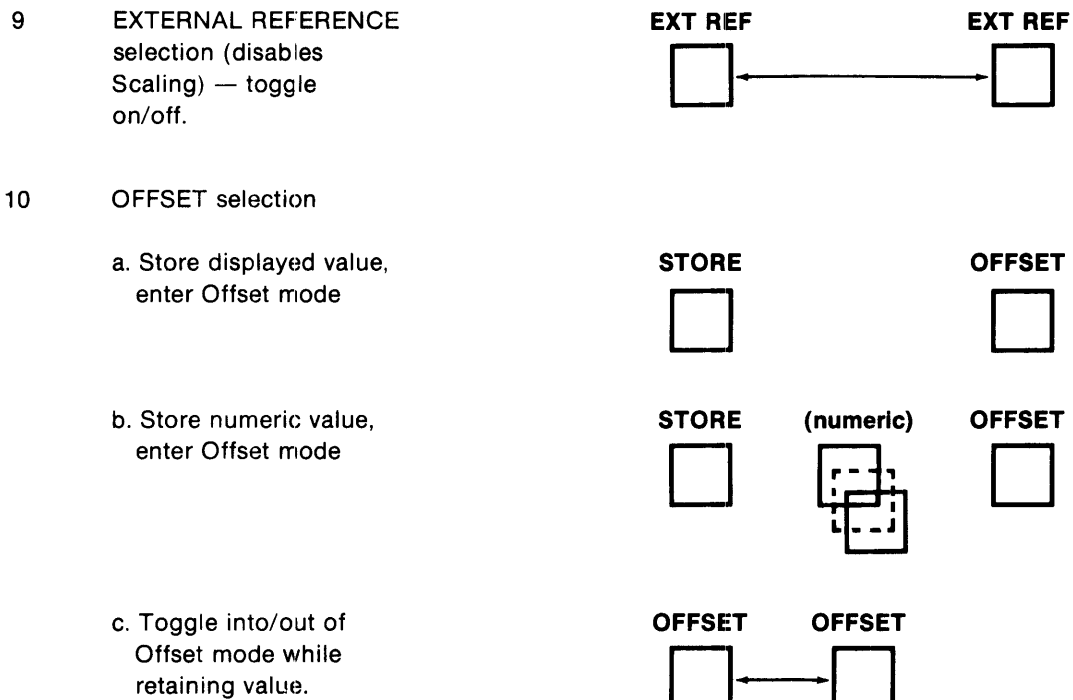 9 EXTERNAL REFERENCE EXT REF EXT REF
selection (disables
Scaling) — toggle
on/off.
10 OFFSET selection
a. Store displayed value, STORE OFFSET
enter Offset mode
b. Store numeric value, STORE (numeric) OFFSET
enter Offset mode
c. Toggle into/out of OFFSET OFFSET
Offset mode while
retaining value.